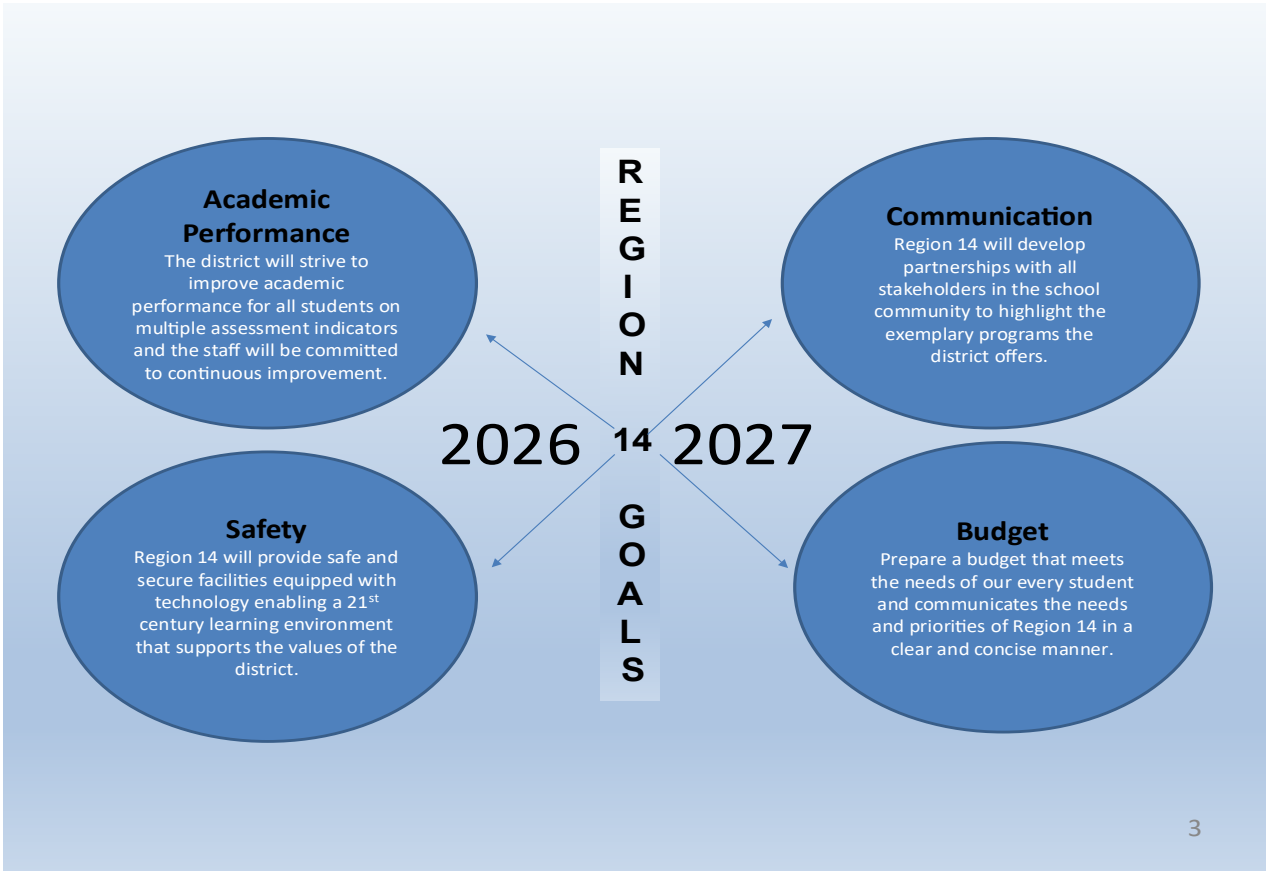 Academic
Performance
The district will strive to
improve academic
performance for all students on
multiple assessment indicators
and the staff will be committed
to continuous improvement.
R
E
G
I
O
N
Communication
Region 14 will develop
partnerships with all
stakeholders in the school
community to highlight the
exemplary programs the
district offers.
2026 14 2027
Safety
Region 14 will provide safe and
secure facilities equipped with
technology enabling a 21st
century learning environment
that supports the values of the
district.
G
O
A
L
S
Budget
Prepare a budget that meets
the needs of our every student
and communicates the needs
and priorities of Region 14 in a
clear and concise manner.
3